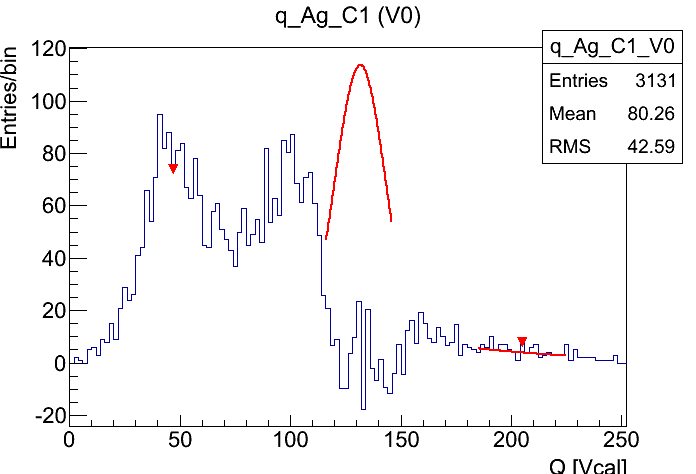 q_Ag_C1 (V0)
q_Ag_C1_V0
Entries 3131
Mean 80.26
RMS 42.59
Entries/bin
120
100
80
60
40
20
0
-20
0 50 100 150 200 250
Q [Vcal]